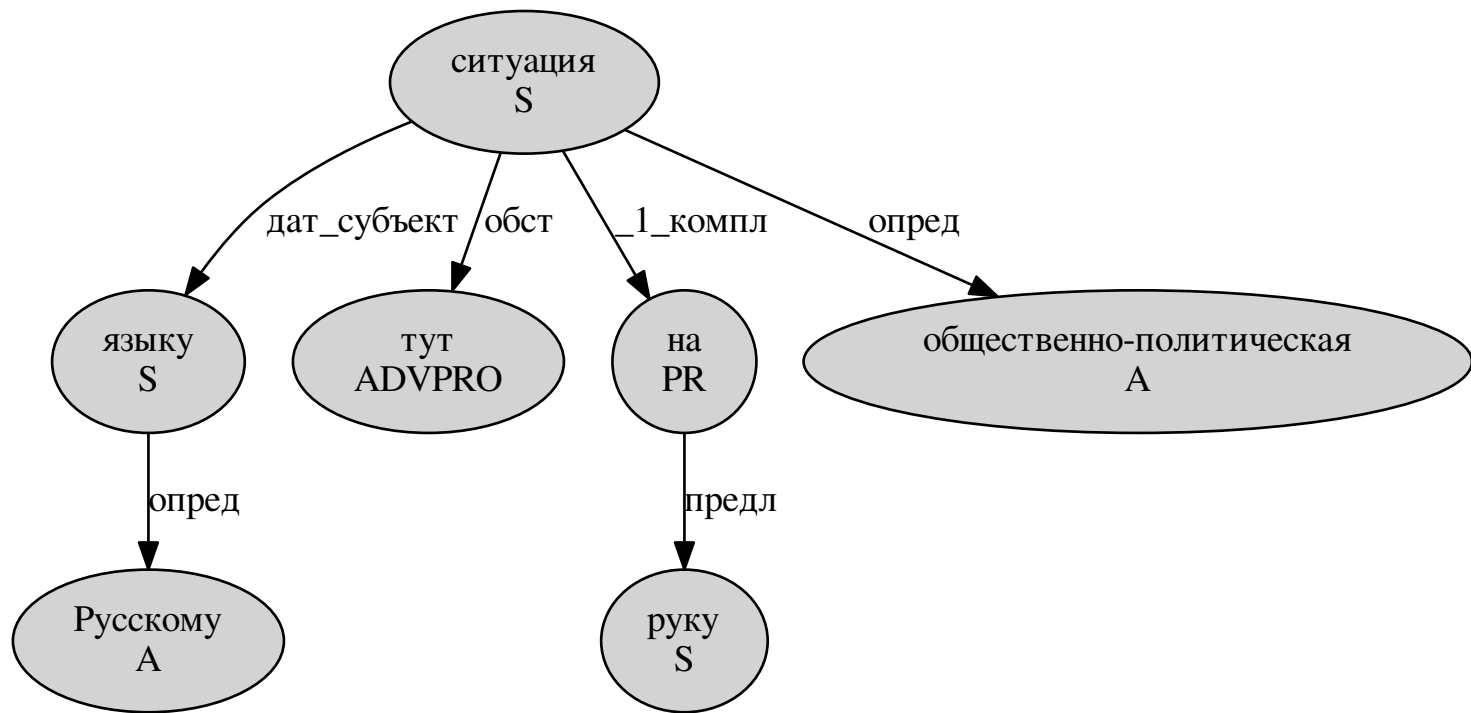 ситуация
S
дат_субъект
обст
_1_компл
опред
языку
S
тут
ADVPRO
на
PR
общественно-политическая
A
опред
предл
Русскому
A
руку
S